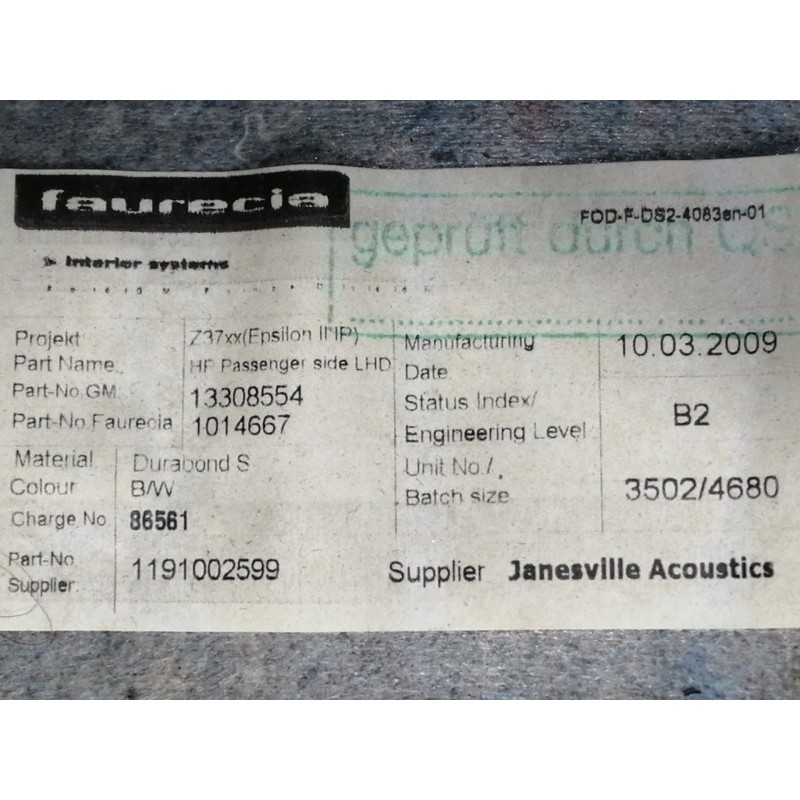 faurecia
FOD-F-DS2-4083en-01
geprüft durch QS
Interior systems
Projekt Z37xx(Epsilon II IP)
Part Name HP Passenger side LHD
Part-No GM 13308554
Part-No Faurecia 1014667
Manufacturing Date 10.03.2009
Status Index/ Engineering Level B2
Unit No./ Batch size 3502/4680
Material Durabond S
Colour B/W
Charge No 86561
Part-No Supplier 1191002599
Supplier Janesville Acoustics